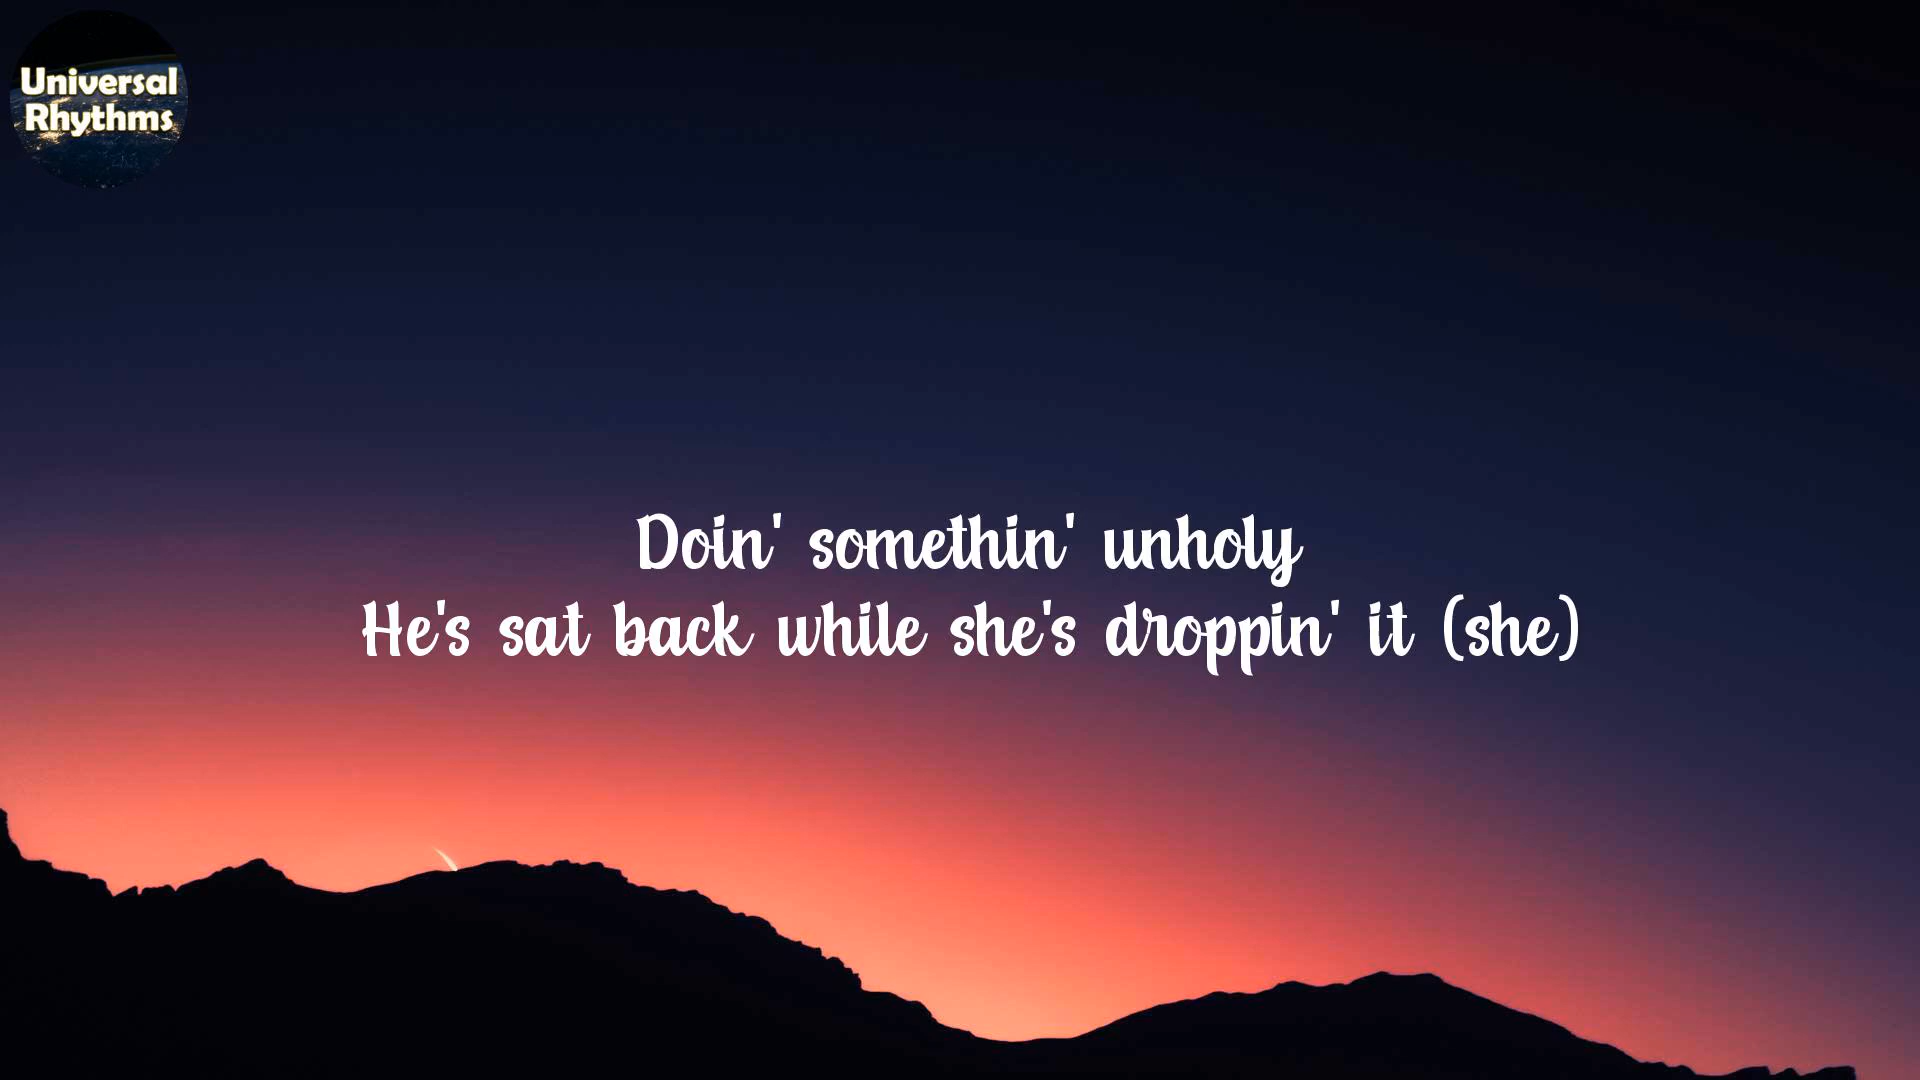 Universal
Rhythms
Doin' somethin' unholy
He's sat back while she's droppin' it (she)